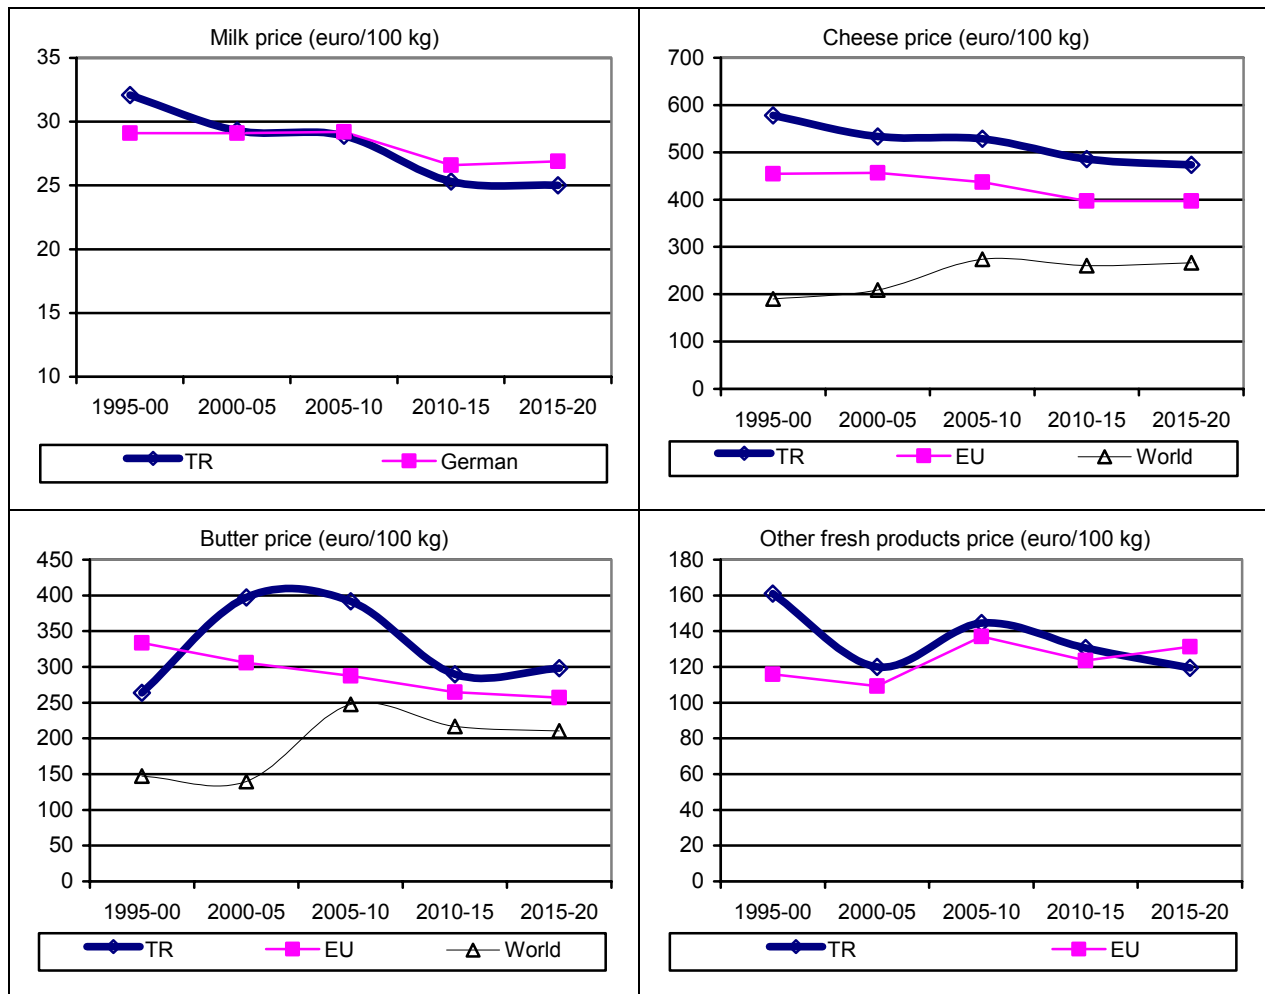 Milk price (euro/100 kg)
35
30
25
20
15
10
1995-00 2000-05 2005-10 2010-15 2015-20
TR German
Cheese price (euro/100 kg)
700
600
500
400
300
200
100
0
1995-00 2000-05 2005-10 2010-15 2015-20
TR EU World
Butter price (euro/100 kg)
450
400
350
300
250
200
150
100
50
0
1995-00 2000-05 2005-10 2010-15 2015-20
TR EU World
Other fresh products price (euro/100 kg)
180
160
140
120
100
80
60
40
20
0
1995-00 2000-05 2005-10 2010-15 2015-20
TR EU